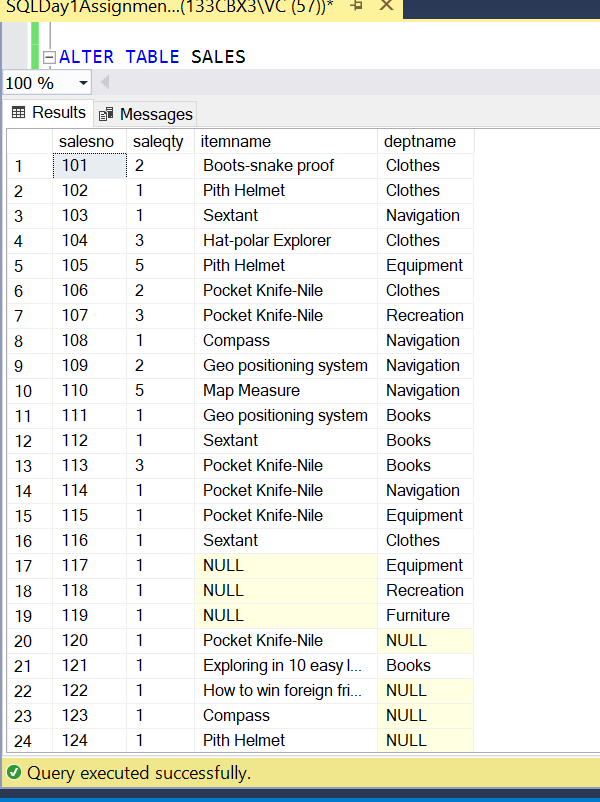 SQLDay1Assignmen...(133CBX3\VC (57))*
ALTER TABLE SALES
100 %
Results Messages
salesno saleqty itemname deptname
1 101 2 Boots-snake proof Clothes
2 102 1 Pith Helmet Clothes
3 103 1 Sextant Navigation
4 104 3 Hat-polar Explorer Clothes
5 105 5 Pith Helmet Equipment
6 106 2 Pocket Knife-Nile Clothes
7 107 3 Pocket Knife-Nile Recreation
8 108 1 Compass Navigation
9 109 2 Geo positioning system Navigation
10 110 5 Map Measure Navigation
11 111 1 Geo positioning system Books
12 112 1 Sextant Books
13 113 3 Pocket Knife-Nile Books
14 114 1 Pocket Knife-Nile Navigation
15 115 1 Pocket Knife-Nile Equipment
16 116 1 Sextant Clothes
17 117 1 NULL Equipment
18 118 1 NULL Recreation
19 119 1 NULL Furniture
20 120 1 Pocket Knife-Nile NULL
21 121 1 Exploring in 10 easy l... Books
22 122 1 How to win foreign fri... NULL
23 123 1 Compass NULL
24 124 1 Pith Helmet NULL
Query executed successfully.